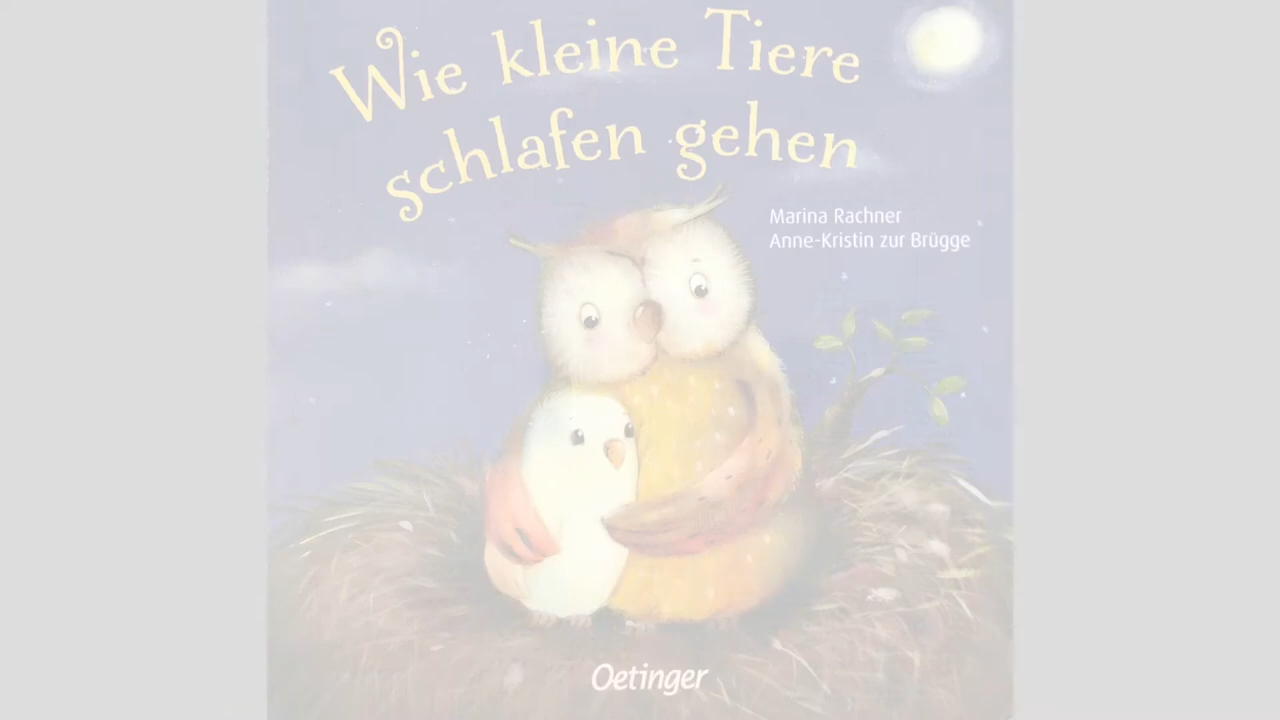 Wie kleine Tiere
schlafen gehen
Marina Rachner
Anne-Kristin zur Brügge
Oetinger